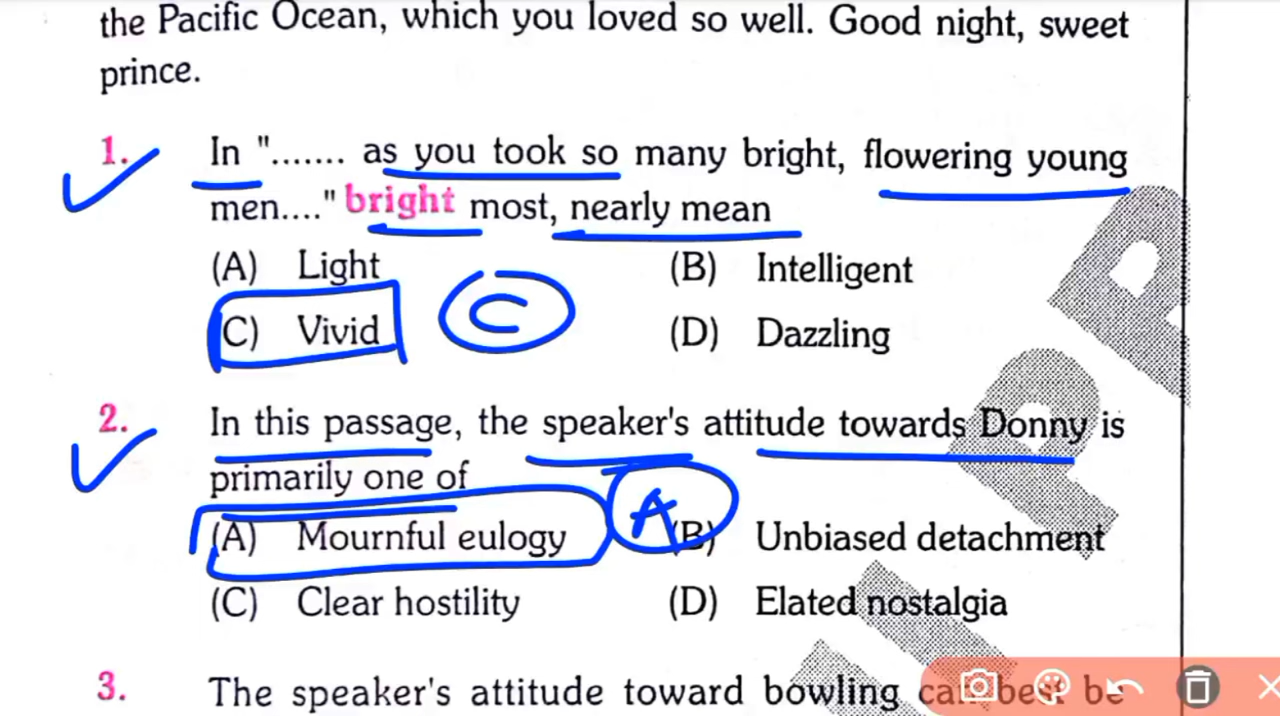 the Pacific Ocean, which you loved so well. Good night, sweet
prince.
1. In "....... as you took so many bright, flowering young
men...." bright most, nearly mean
(A) Light (B) Intelligent
(C) Vivid C (D) Dazzling
2. In this passage, the speaker's attitude towards Donny is
primarily one of
(A) Mournful eulogy A (B) Unbiased detachment
(C) Clear hostility (D) Elated nostalgia
3. The speaker's attitude toward bowling can best be